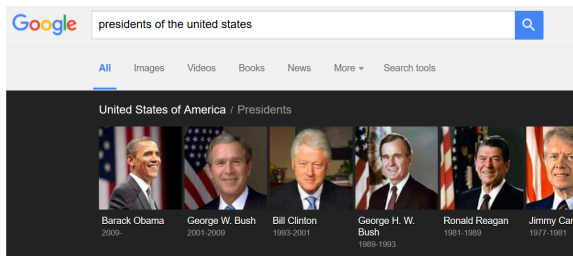 Google presidents of the united states
All Images Videos Books News More Search tools
United States of America / Presidents
Barack Obama
2009-
George W. Bush
2001-2009
Bill Clinton
1993-2001
George H. W.
Bush
1989-1993
Ronald Reagan
1981-1989
Jimmy Car
1977-1981